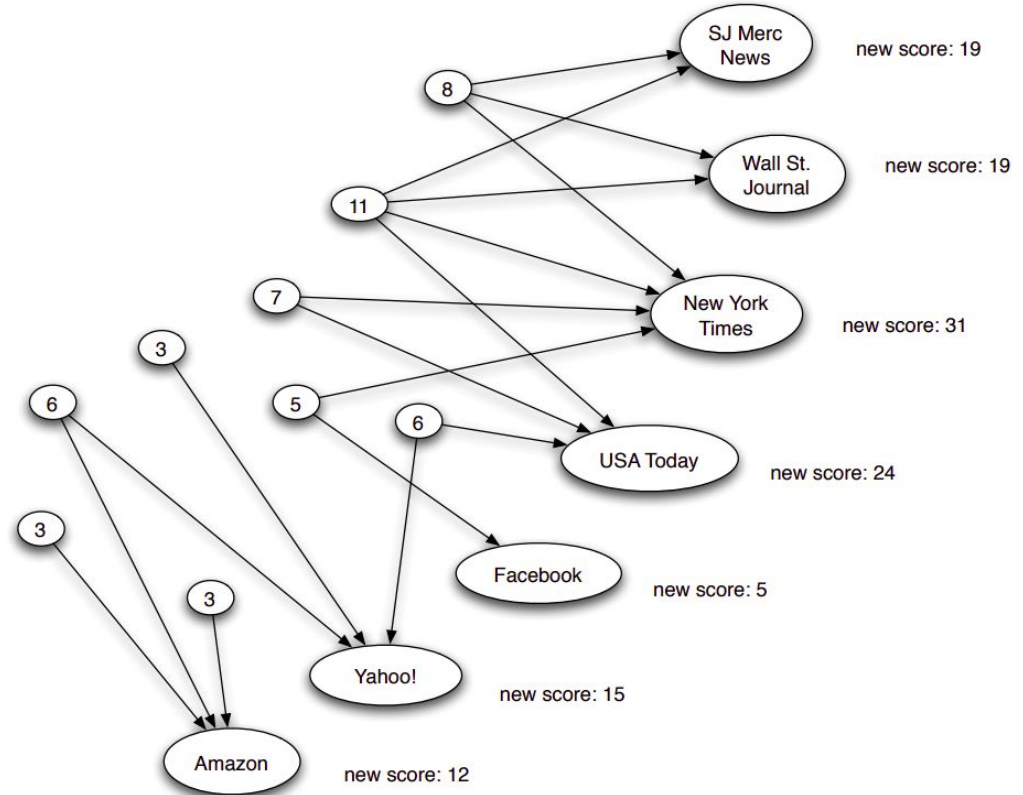 SJ Merc
News
new score: 19
8
Wall St.
Journal
new score: 19
11
7
New York
Times
new score: 31
3
6
5
6
USA Today
new score: 24
3
Facebook
new score: 5
3
Yahoo!
new score: 15
Amazon
new score: 12